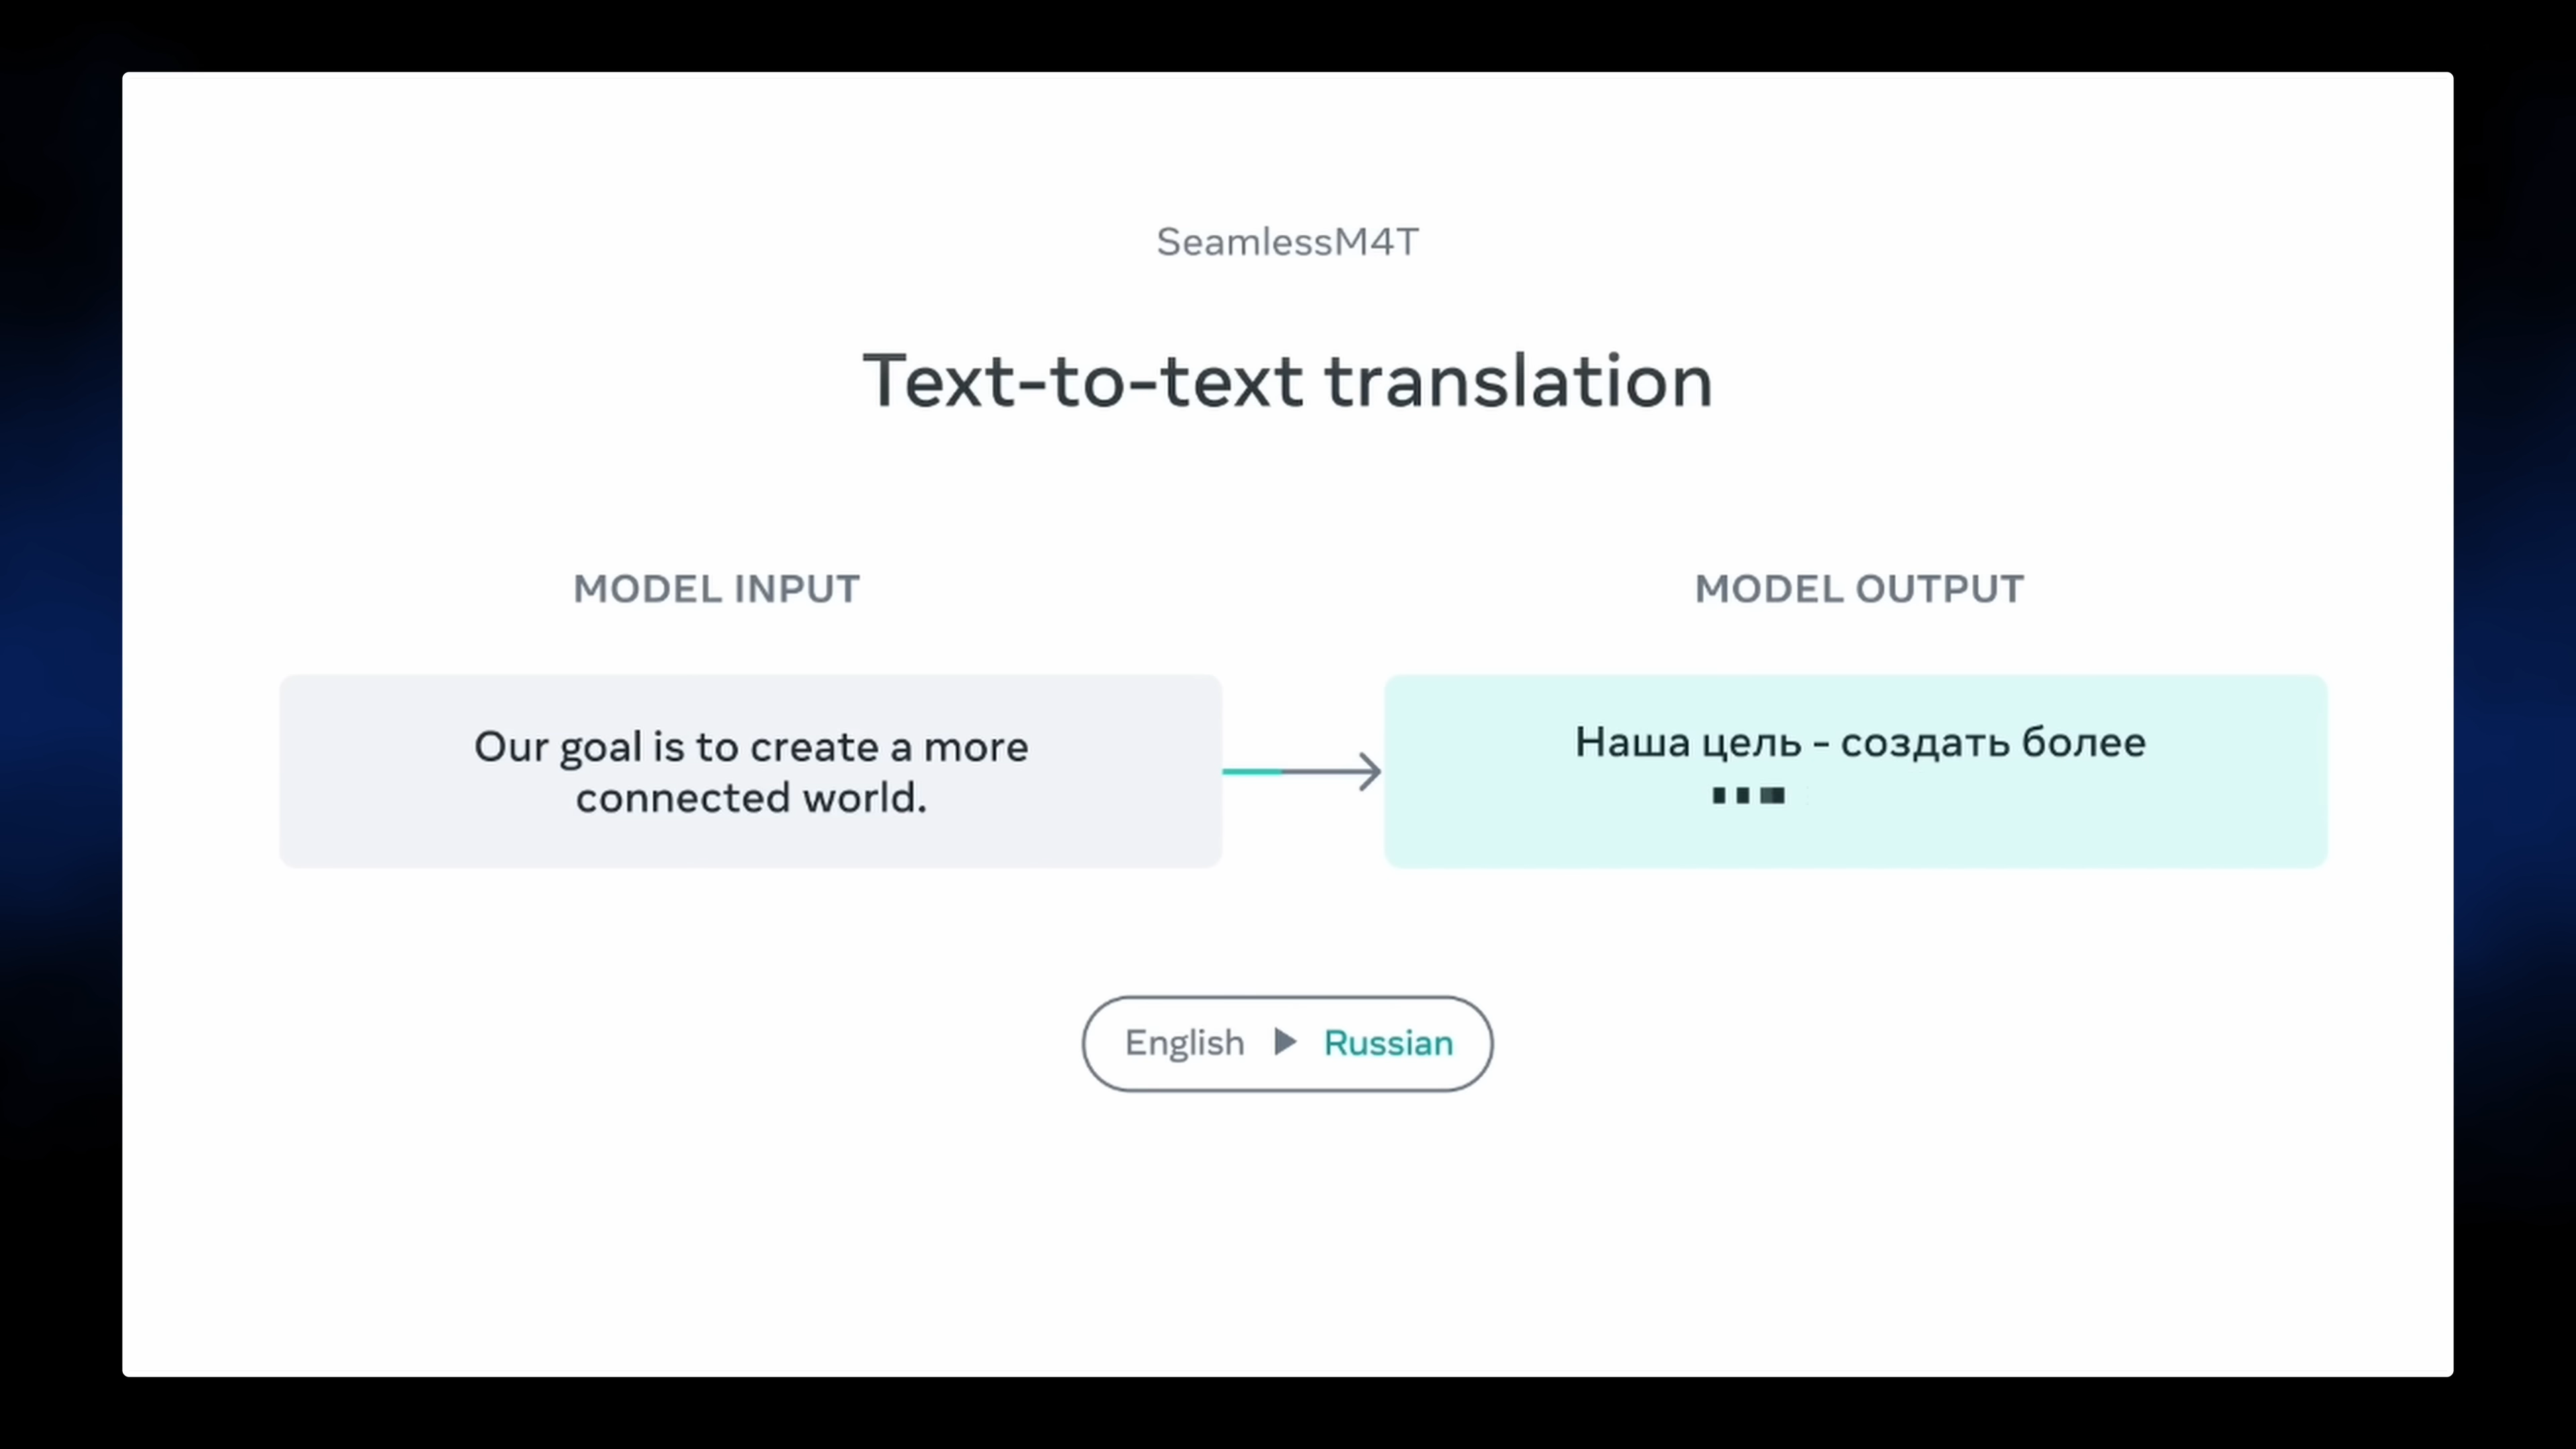 SeamlessM4T
Text-to-text translation
MODEL INPUT
Our goal is to create a more
connected world.
MODEL OUTPUT
Наша цель - создать более
English ▶ Russian